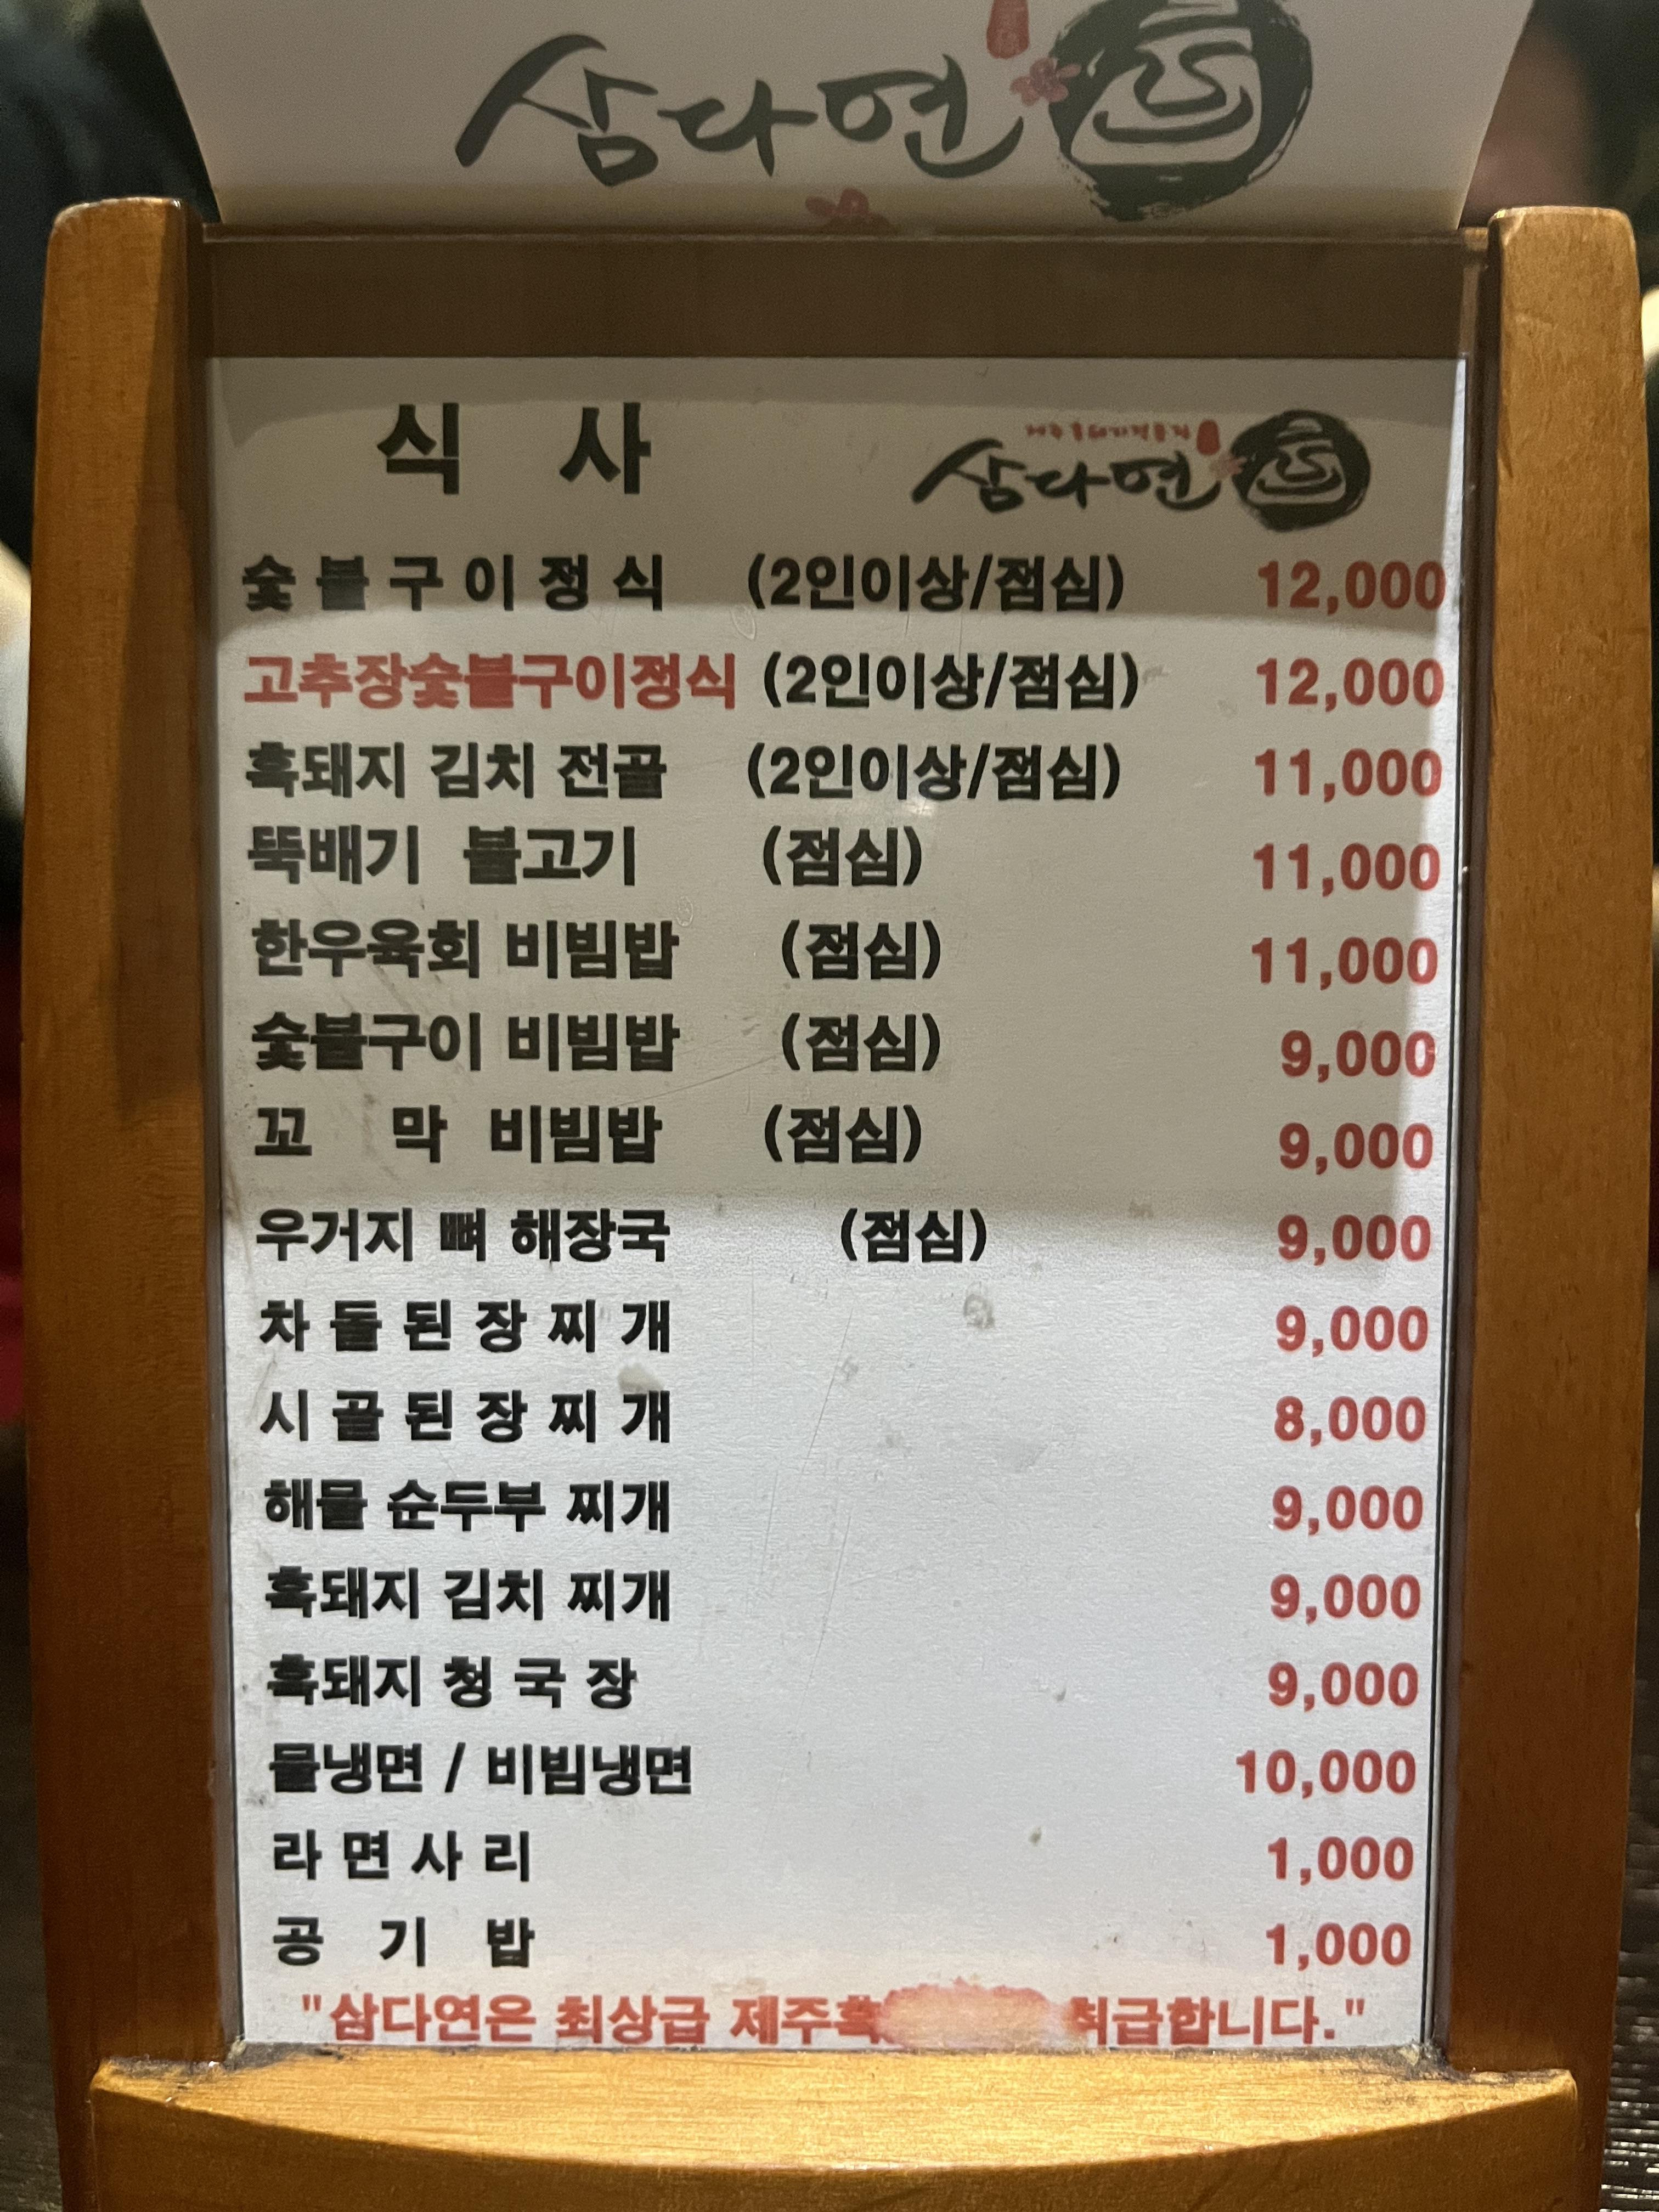 삼다연
식 사
제주흑돼지전문점
삼다연
숯 불 구 이 정 식 (2인이상/점심) 12,000
고추장숯불구이정식 (2인이상/점심) 12,000
흑돼지 김치 전골 (2인이상/점심) 11,000
뚝배기 불고기 (점심) 11,000
한우육회 비빔밥 (점심) 11,000
숯불구이 비빔밥 (점심) 9,000
꼬 막 비빔밥 (점심) 9,000
우거지 뼈 해장국 (점심) 9,000
차 돌 된 장 찌 개 9,000
시 골 된 장 찌 개 8,000
해물 순두부 찌개 9,000
흑돼지 김치 찌개 9,000
흑돼지 청 국 장 9,000
물냉면 / 비빔냉면 10,000
라 면 사 리 1,000
공 기 밥 1,000
"삼다연은 최상급 제주흑 취급합니다."